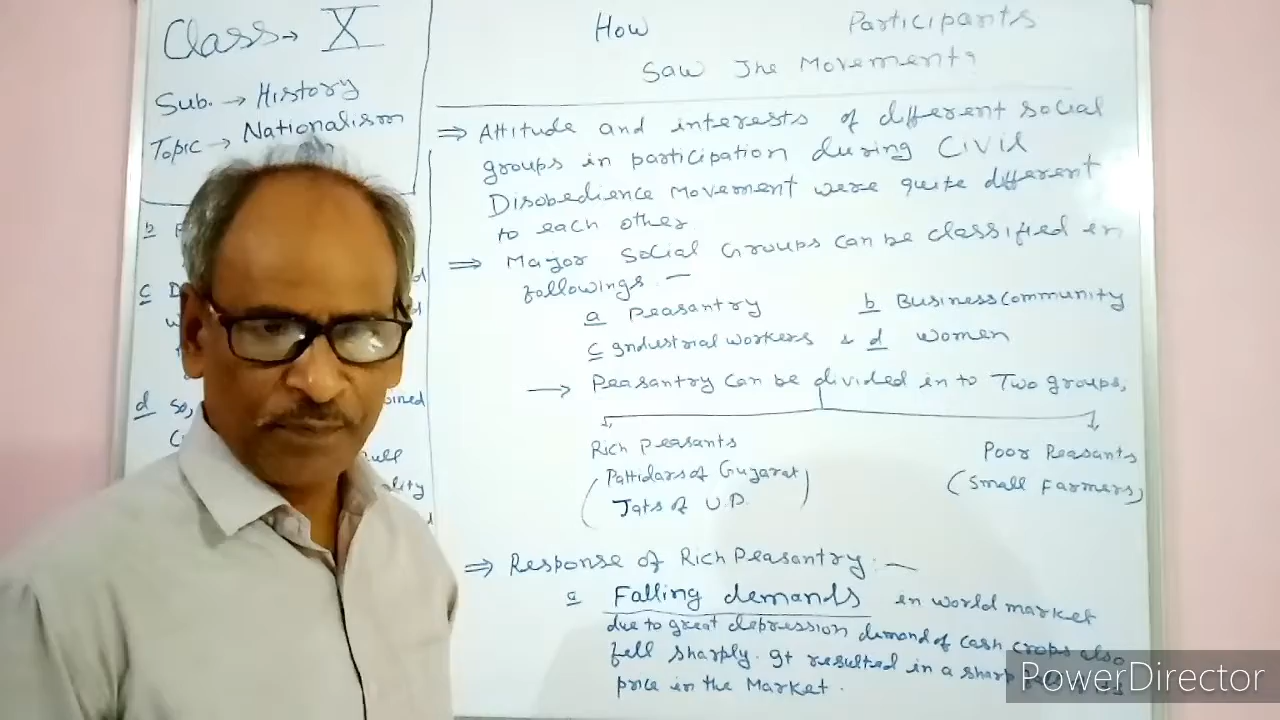 Class → X
Sub. → History
Topic → Nationalism
b
c D
d so,
How Participants
Saw The Movement?
⇒ Attitude and interests of different social
groups in participation during Civil
Disobedience Movement were quite different
to each other.
⇒ Major Social Groups can be classified in
followings. —
a Peasantry b Business Community
c Industrial workers & d women
→ Peasantry can be divided in to Two groups,
Rich Peasants
(Pattidars of Gujarat
Jats of U.P.)
Poor Peasants
(Small Farmers)
⇒ Response of Rich Peasantry: —
a Falling demands in world market
due to great depression demand of cash crops also
fell sharply. It resulted in a sharp
price in the Market.
PowerDirector